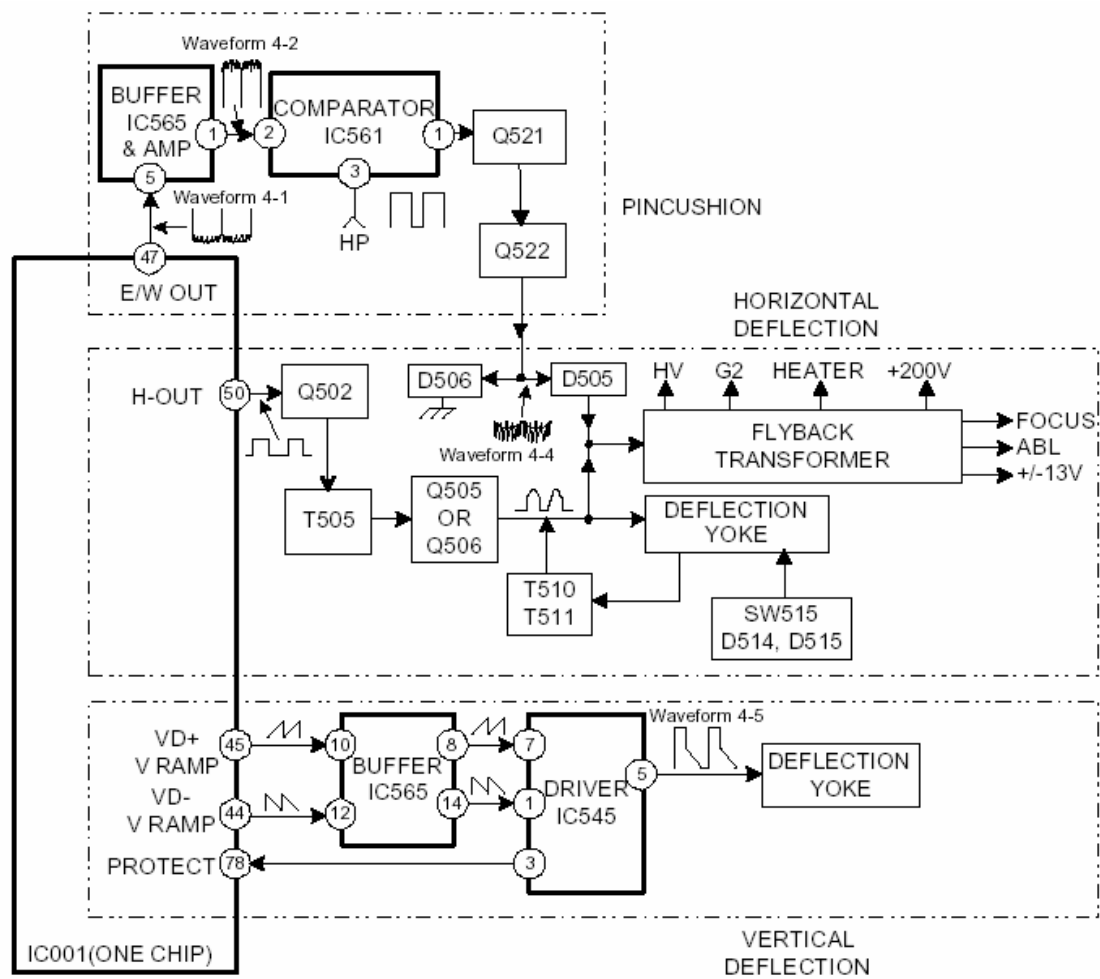 Waveform 4-2
BUFFER
IC565
& AMP
1
5
2
COMPARATOR
IC561
1
3
Q521
Waveform 4-1
HP
Q522
PINCUSHION
47
E/W OUT
HORIZONTAL
DEFLECTION
H-OUT
50
Q502
D506
D505
Waveform 4-4
HV
G2
HEATER
+200V
FLYBACK
TRANSFORMER
FOCUS
ABL
+/-13V
T505
Q505
OR
Q506
DEFLECTION
YOKE
T510
T511
SW515
D514, D515
VD+
V RAMP
45
VD-
V RAMP
44
PROTECT
78
10
BUFFER
IC565
12
8
14
7
DRIVER
IC545
1
3
5
Waveform 4-5
DEFLECTION
YOKE
IC001(ONE CHIP)
VERTICAL
DEFLECTION